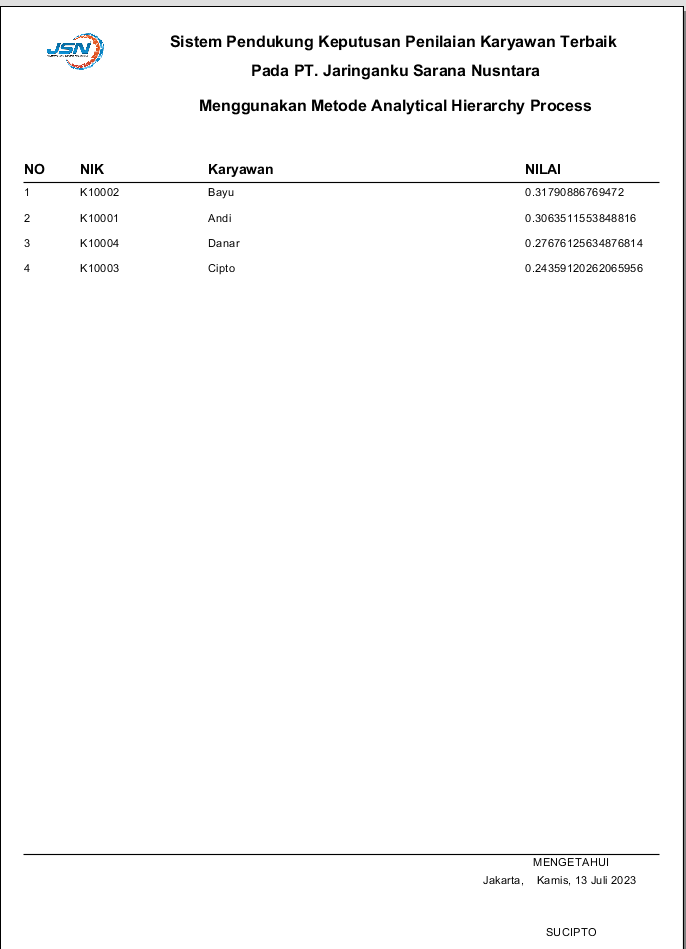 JSN
Sistem Pendukung Keputusan Penilaian Karyawan Terbaik
Pada PT. Jaringanku Sarana Nusntara
Menggunakan Metode Analytical Hierarchy Process
NO NIK Karyawan NILAI
1 K10002 Bayu 0.31790886769472
2 K10001 Andi 0.3063511553848816
3 K10004 Danar 0.27676125634876814
4 K10003 Cipto 0.24359120262065956
MENGETAHUI
Jakarta, Kamis, 13 Juli 2023
SUCIPTO